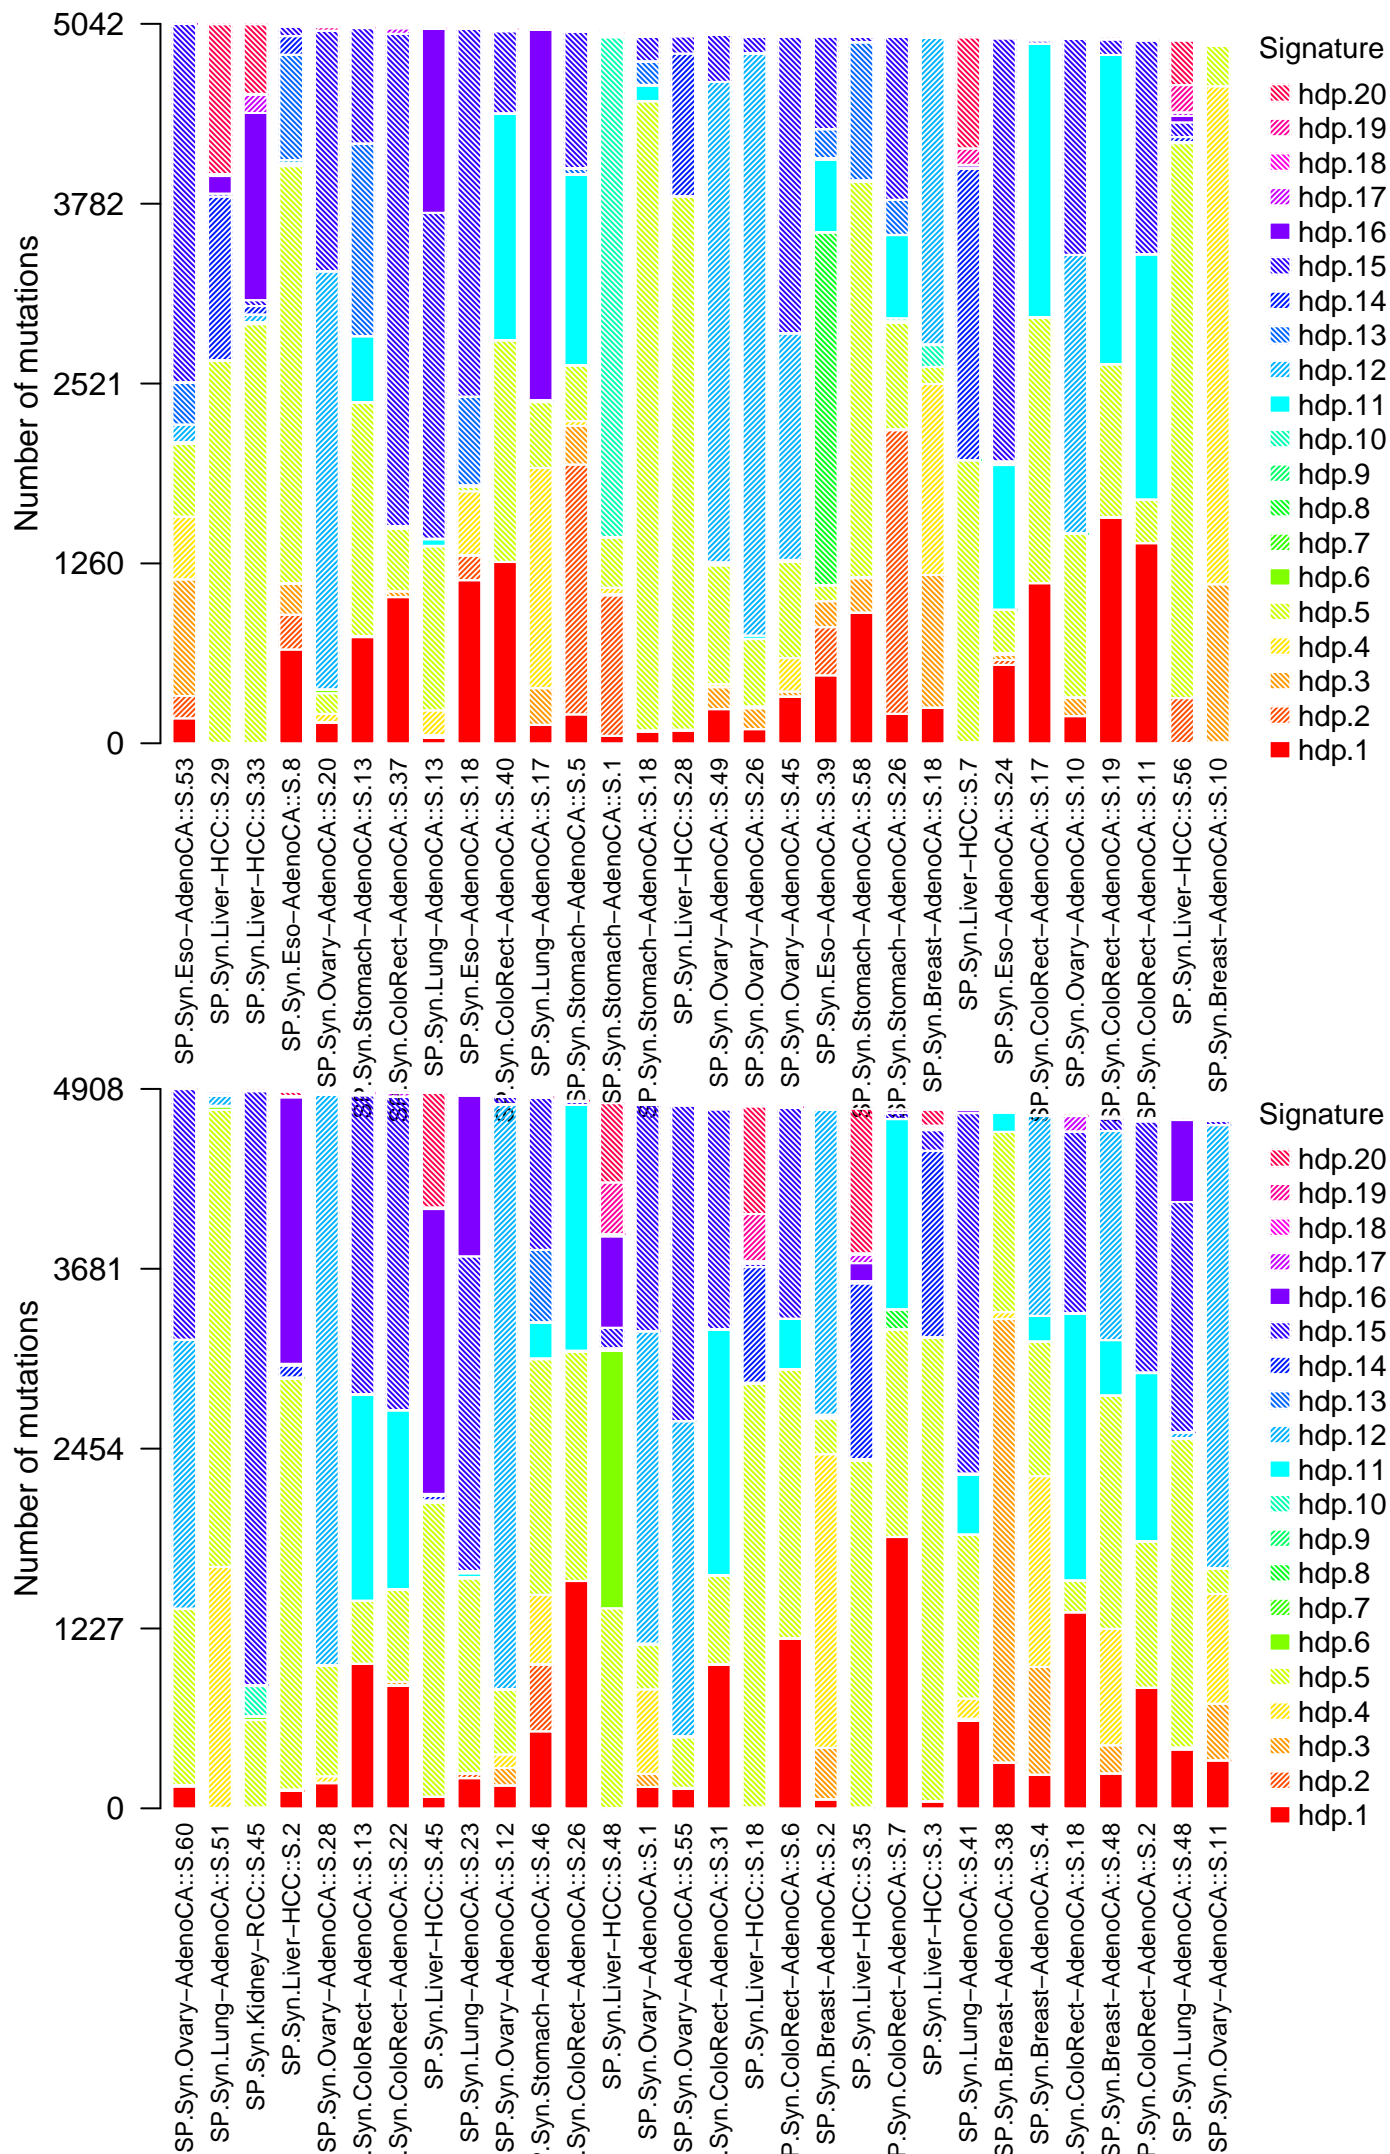 Number of mutations
5042
3782
2521
1260
0
SP.Syn.Eso−AdenoCA::S.53
SP.Syn.Liver−HCC::S.29
SP.Syn.Liver−HCC::S.33
SP.Syn.Eso−AdenoCA::S.8
SP.Syn.Ovary−AdenoCA::S.20
SP.Syn.Stomach−AdenoCA::S.13
SP.Syn.ColoRect−AdenoCA::S.37
SP.Syn.Lung−AdenoCA::S.13
SP.Syn.Eso−AdenoCA::S.18
SP.Syn.ColoRect−AdenoCA::S.40
SP.Syn.Lung−AdenoCA::S.17
SP.Syn.Stomach−AdenoCA::S.5
SP.Syn.Stomach−AdenoCA::S.1
SP.Syn.Stomach−AdenoCA::S.18
SP.Syn.Liver−HCC::S.28
SP.Syn.Ovary−AdenoCA::S.49
SP.Syn.Ovary−AdenoCA::S.26
SP.Syn.Ovary−AdenoCA::S.45
SP.Syn.Eso−AdenoCA::S.39
SP.Syn.Stomach−AdenoCA::S.58
SP.Syn.Stomach−AdenoCA::S.26
SP.Syn.Breast−AdenoCA::S.18
SP.Syn.Liver−HCC::S.7
SP.Syn.Eso−AdenoCA::S.24
SP.Syn.ColoRect−AdenoCA::S.17
SP.Syn.Ovary−AdenoCA::S.10
SP.Syn.ColoRect−AdenoCA::S.19
SP.Syn.ColoRect−AdenoCA::S.11
SP.Syn.Liver−HCC::S.56
SP.Syn.Breast−AdenoCA::S.10
Signature
hdp.20
hdp.19
hdp.18
hdp.17
hdp.16
hdp.15
hdp.14
hdp.13
hdp.12
hdp.11
hdp.10
hdp.9
hdp.8
hdp.7
hdp.6
hdp.5
hdp.4
hdp.3
hdp.2
hdp.1
Number of mutations
4908
3681
2454
1227
0
SP.Syn.Ovary−AdenoCA::S.60
SP.Syn.Lung−AdenoCA::S.51
SP.Syn.Kidney−RCC::S.45
SP.Syn.Liver−HCC::S.2
SP.Syn.Ovary−AdenoCA::S.28
.Syn.ColoRect−AdenoCA::S.13
.Syn.ColoRect−AdenoCA::S.22
SP.Syn.Liver−HCC::S.45
SP.Syn.Lung−AdenoCA::S.23
SP.Syn.Ovary−AdenoCA::S.12
P.Syn.Stomach−AdenoCA::S.46
.Syn.ColoRect−AdenoCA::S.26
SP.Syn.Liver−HCC::S.48
SP.Syn.Ovary−AdenoCA::S.1
SP.Syn.Ovary−AdenoCA::S.55
.Syn.ColoRect−AdenoCA::S.31
SP.Syn.Liver−HCC::S.18
P.Syn.ColoRect−AdenoCA::S.6
SP.Syn.Breast−AdenoCA::S.2
SP.Syn.Liver−HCC::S.35
P.Syn.ColoRect−AdenoCA::S.7
SP.Syn.Liver−HCC::S.3
SP.Syn.Lung−AdenoCA::S.41
SP.Syn.Breast−AdenoCA::S.38
SP.Syn.Breast−AdenoCA::S.4
.Syn.ColoRect−AdenoCA::S.18
SP.Syn.Breast−AdenoCA::S.48
P.Syn.ColoRect−AdenoCA::S.2
SP.Syn.Lung−AdenoCA::S.48
SP.Syn.Ovary−AdenoCA::S.11
Signature
hdp.20
hdp.19
hdp.18
hdp.17
hdp.16
hdp.15
hdp.14
hdp.13
hdp.12
hdp.11
hdp.10
hdp.9
hdp.8
hdp.7
hdp.6
hdp.5
hdp.4
hdp.3
hdp.2
hdp.1